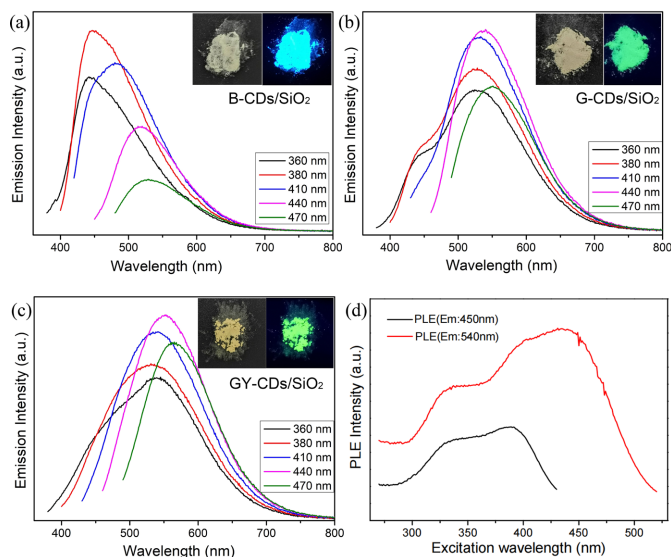 (a)
B-CDs/SiO₂
360 nm
380 nm
410 nm
440 nm
470 nm
Emission Intensity (a.u.)
400 500 600 700 800
Wavelength (nm)
(b)
G-CDs/SiO₂
360 nm
380 nm
410 nm
440 nm
470 nm
Emission Intensity (a.u.)
400 500 600 700 800
Wavelength (nm)
(c)
GY-CDs/SiO₂
360 nm
380 nm
410 nm
440 nm
470 nm
Emission Intensity (a.u.)
400 500 600 700 800
Wavelength (nm)
(d)
PLE(Em:450nm)
PLE(Em:540nm)
PLE Intensity (a.u.)
300 350 400 450 500
Excitation wavelength (nm)